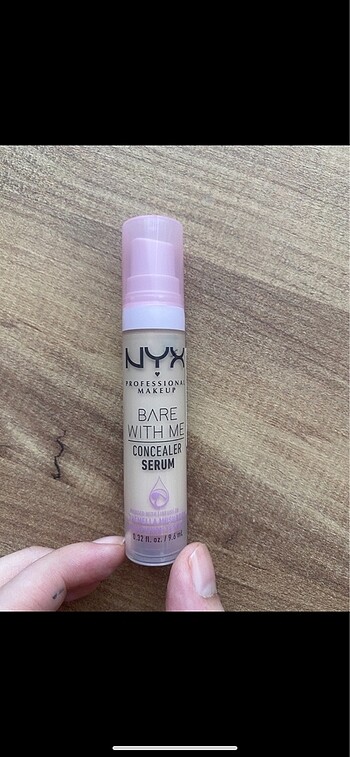 NYX
PROFESSIONAL
MAKEUP
BARE
WITH ME
CONCEALER
SERUM
0.32 fl. oz. / 9.6 mL